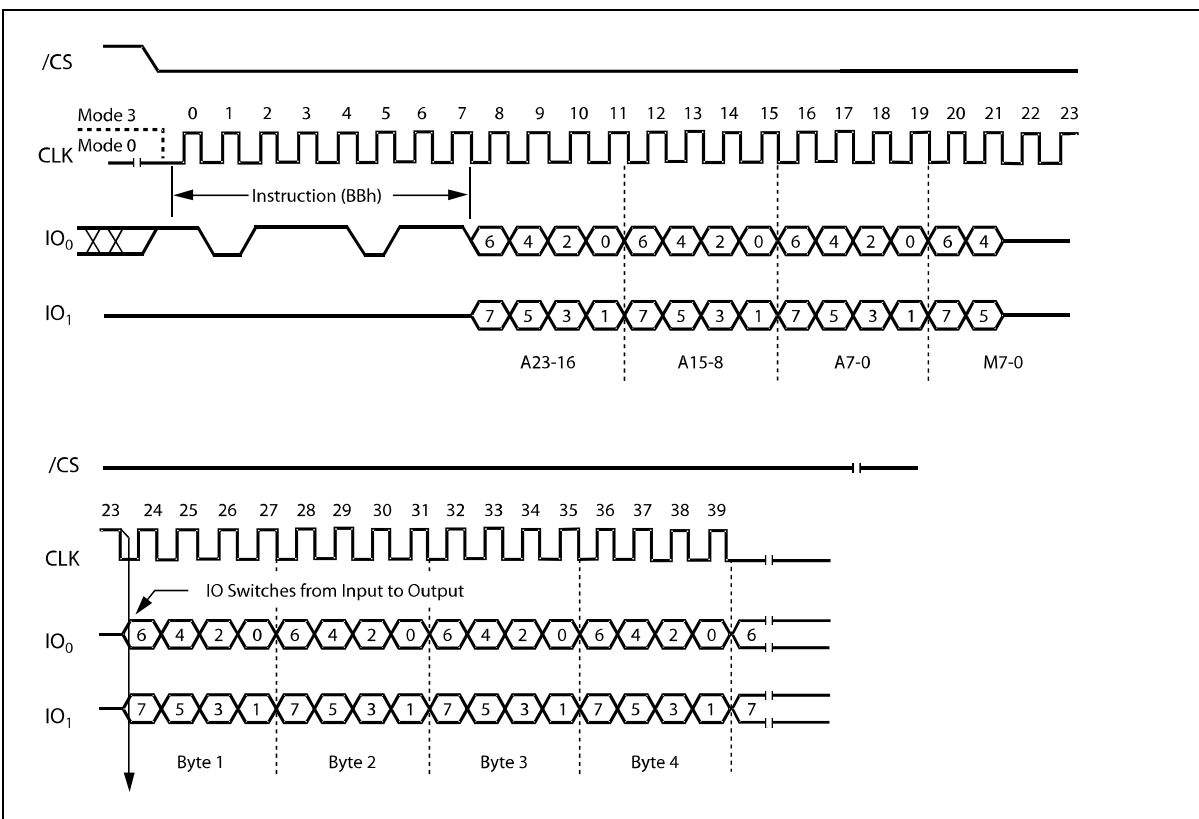 /CS
Mode 3
0 1 2 3 4 5 6 7 8 9 10 11 12 13 14 15 16 17 18 19 20 21 22 23
Mode 0
CLK
Instruction (BBh)
IO0 6 4 2 0 6 4 2 0 6 4 2 0 6 4
IO1 7 5 3 1 7 5 3 1 7 5 3 1 7 5
A23-16 A15-8 A7-0 M7-0
/CS
23 24 25 26 27 28 29 30 31 32 33 34 35 36 37 38 39
CLK
IO Switches from Input to Output
IO0 6 4 2 0 6 4 2 0 6 4 2 0 6 4 2 0 6
IO1 7 5 3 1 7 5 3 1 7 5 3 1 7 5 3 1 7
Byte 1 Byte 2 Byte 3 Byte 4